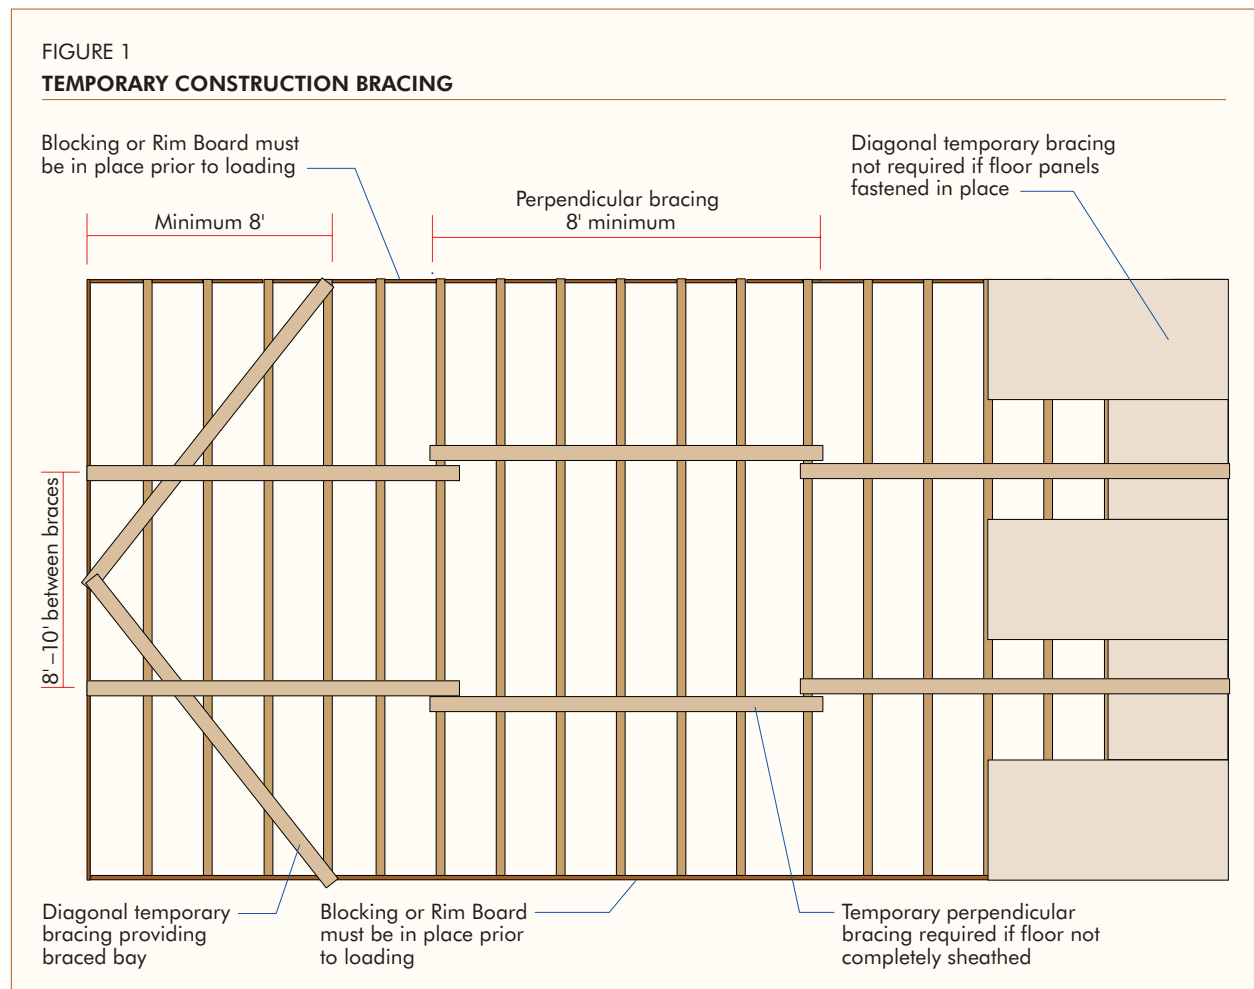 FIGURE 1
TEMPORARY CONSTRUCTION BRACING
Blocking or Rim Board must
be in place prior to loading
Diagonal temporary bracing
not required if floor panels
fastened in place
Perpendicular bracing
8' minimum
Minimum 8'
8' –10' between braces
Diagonal temporary
bracing providing
braced bay
Blocking or Rim Board
must be in place prior
to loading
Temporary perpendicular
bracing required if floor not
completely sheathed